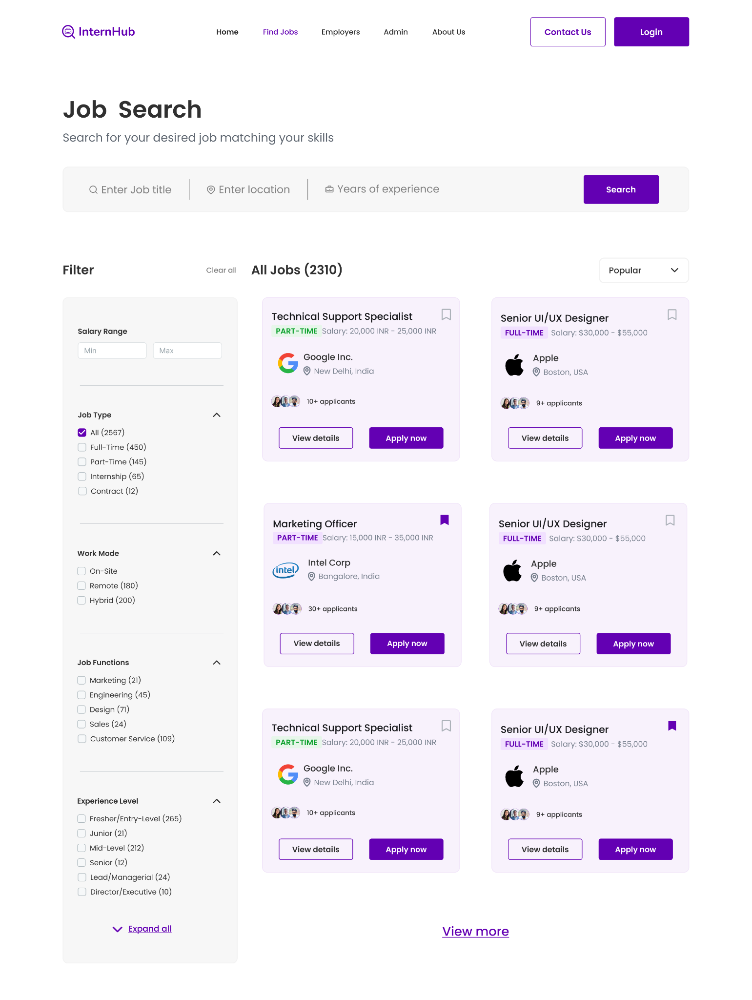 InternHub
Home Find Jobs Employers Admin About Us
Contact Us
Login
Job Search
Search for your desired job matching your skills
Enter Job title
Enter location
Years of experience
Search
Filter
Clear all
Salary Range
Min
Max
Job Type
All (2567)
Full-Time (450)
Part-Time (145)
Internship (65)
Contract (12)
Work Mode
On-Site
Remote (180)
Hybrid (200)
Job Functions
Marketing (21)
Engineering (45)
Design (71)
Sales (24)
Customer Service (109)
Experience Level
Fresher/Entry-Level (265)
Junior (21)
Mid-Level (212)
Senior (12)
Lead/Managerial (24)
Director/Executive (10)
Expand all
All Jobs (2310)
Popular
Technical Support Specialist
PART-TIME Salary: 20,000 INR - 25,000 INR
Google Inc.
New Delhi, India
10+ applicants
View details
Apply now
Senior UI/UX Designer
FULL-TIME Salary: $30,000 - $55,000
Apple
Boston, USA
9+ applicants
View details
Apply now
Marketing Officer
PART-TIME Salary: 15,000 INR - 35,000 INR
intel
Intel Corp
Bangalore, India
30+ applicants
View details
Apply now
Senior UI/UX Designer
FULL-TIME Salary: $30,000 - $55,000
Apple
Boston, USA
9+ applicants
View details
Apply now
Technical Support Specialist
PART-TIME Salary: 20,000 INR - 25,000 INR
Google Inc.
New Delhi, India
10+ applicants
View details
Apply now
Senior UI/UX Designer
FULL-TIME Salary: $30,000 - $55,000
Apple
Boston, USA
9+ applicants
View details
Apply now
View more